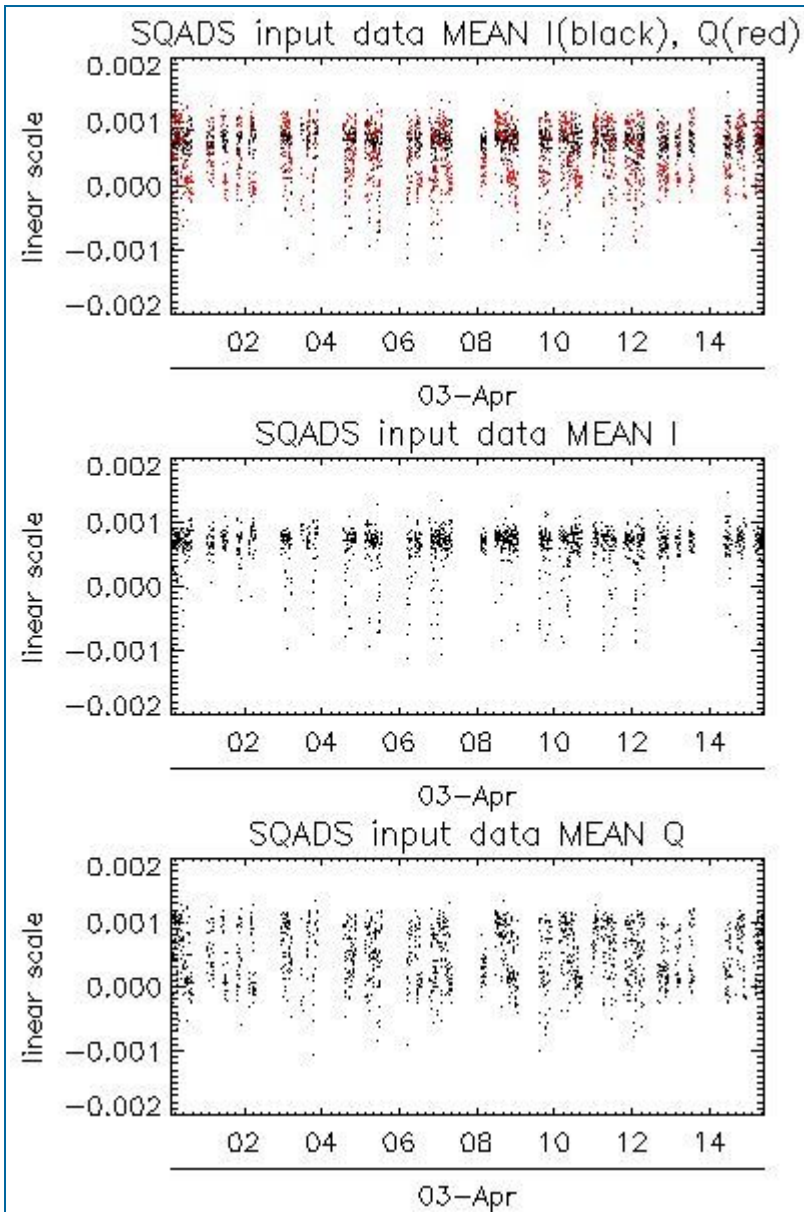 SQADS input data MEAN I(black), Q(red)
0.002
0.001
0.000
-0.001
-0.002
linear scale
02 04 06 08 10 12 14
03-Apr
SQADS input data MEAN I
0.002
0.001
0.000
-0.001
-0.002
linear scale
02 04 06 08 10 12 14
03-Apr
SQADS input data MEAN Q
0.002
0.001
0.000
-0.001
-0.002
linear scale
02 04 06 08 10 12 14
03-Apr